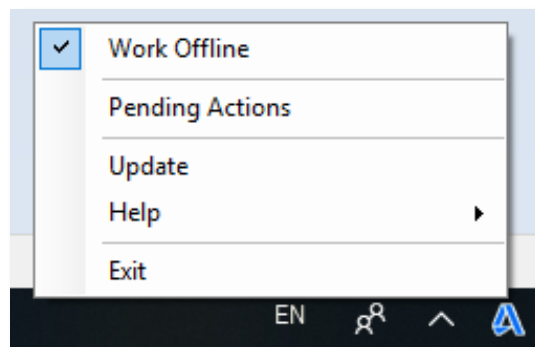 Work Offline
Pending Actions
Update
Help
Exit
EN